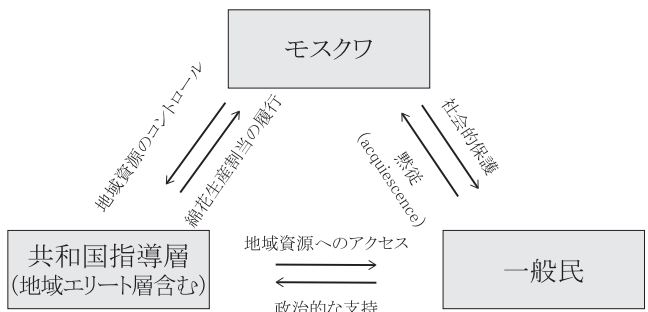 モスクワ
地域資源のコントロール
綿花生産割当の履行
社会的保護
黙従
(acquiescence)
共和国指導層
(地域エリート層含む)
地域資源へのアクセス
政治的な支持
一般民